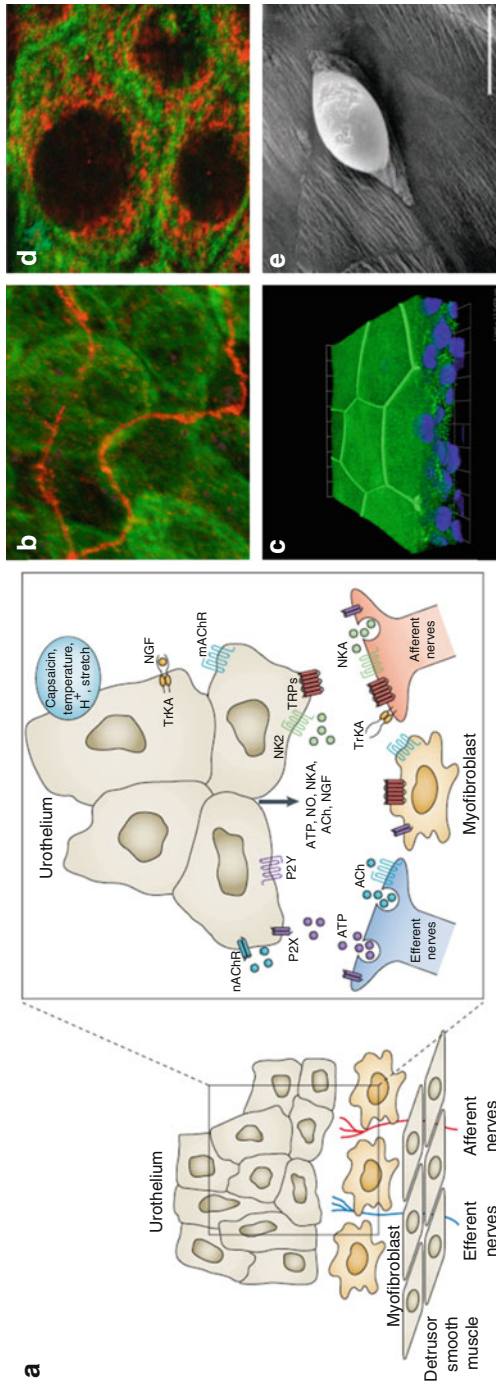 a
Urothelium
Myofibroblast
Detrusor
smooth
muscle
Efferent
nerves
Afferent
nerves
Urothelium
Capsaicin,
temperature,
H⁺, stretch
NGF
TrKA
mAChR
NK2
TRPs
nAChR
P2X
P2Y
ATP, NO, NKA,
ACh, NGF
ATP
ACh
NKA
TrKA
Efferent nerves
Myofibroblast
Afferent
nerves
b
c
d
e